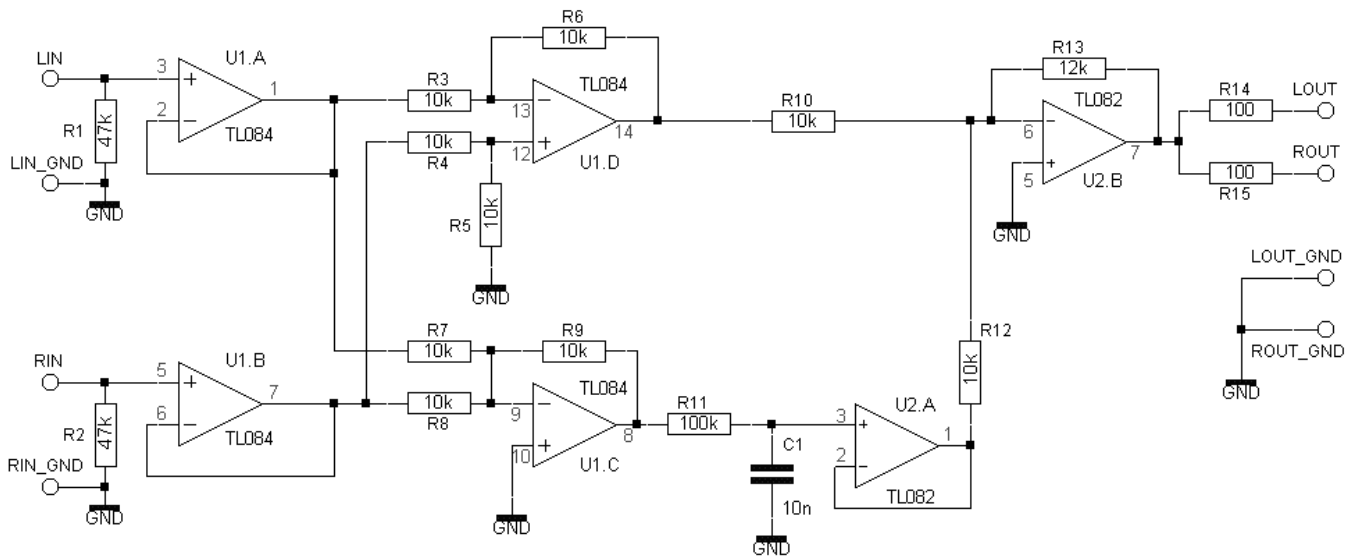 LIN
3
+
U1.A
1
2
−
TL084
R1
47k
LIN_GND
GND
R3
10k
R6
10k
TL084
13
−
14
R4
10k
12
+
U1.D
R5
10k
GND
R10
10k
R13
12k
TL082
6
−
7
+
5
U2.B
GND
R14
100
LOUT
ROUT
100
R15
LOUT_GND
ROUT_GND
GND
RIN
5
+
U1.B
7
6
−
TL084
R2
47k
RIN_GND
GND
R7
10k
R9
10k
10k
R8
TL084
9
−
8
10
+
U1.C
GND
R11
100k
C1
10n
GND
3
+
U2.A
1
2
−
TL082
R12
10k